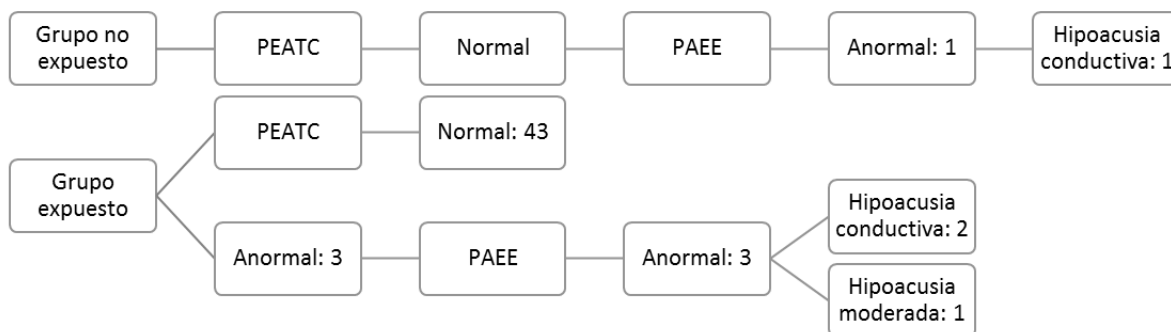 Grupo no
expuesto
PEATC
Normal
PAEE
Anormal: 1
Hipoacusia
conductiva: 1
PEATC
Normal: 43
Grupo
expuesto
Anormal: 3
PAEE
Anormal: 3
Hipoacusia
conductiva: 2
Hipoacusia
moderada: 1